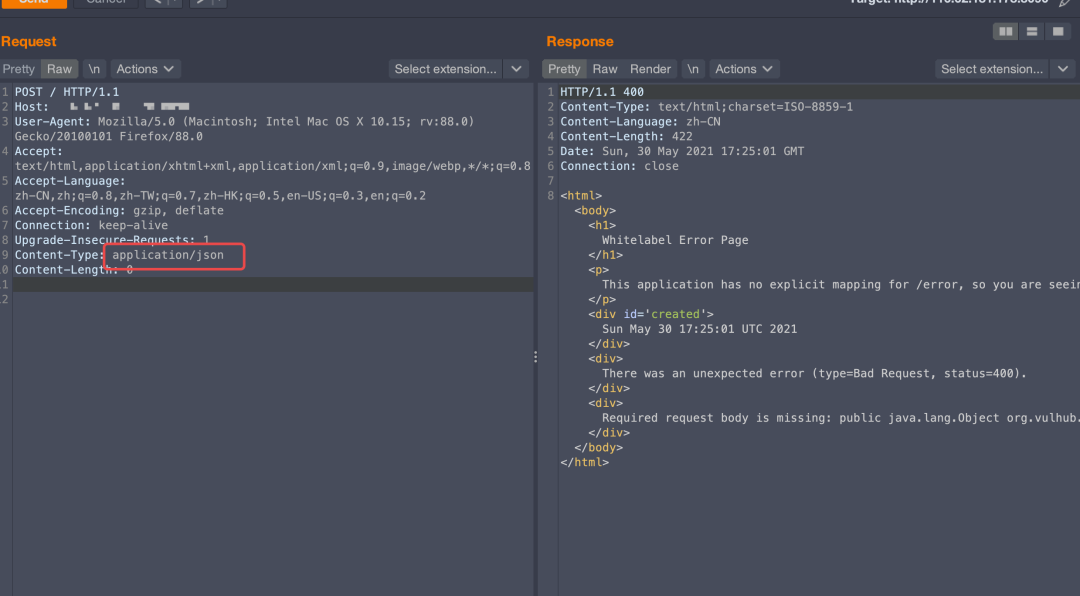 Send
Cancel
Request
Response
Pretty Raw \n Actions
Select extension...
Pretty Raw Render \n Actions
Select extension...
1 POST / HTTP/1.1
2 Host:
3 User-Agent: Mozilla/5.0 (Macintosh; Intel Mac OS X 10.15; rv:88.0)
Gecko/20100101 Firefox/88.0
4 Accept:
text/html,application/xhtml+xml,application/xml;q=0.9,image/webp,*/*;q=0.8
5 Accept-Language:
zh-CN,zh;q=0.8,zh-TW;q=0.7,zh-HK;q=0.5,en-US;q=0.3,en;q=0.2
6 Accept-Encoding: gzip, deflate
7 Connection: keep-alive
8 Upgrade-Insecure-Requests: 1
9 Content-Type: application/json
0 Content-Length: 0
1
2
1 HTTP/1.1 400
2 Content-Type: text/html;charset=ISO-8859-1
3 Content-Language: zh-CN
4 Content-Length: 422
5 Date: Sun, 30 May 2021 17:25:01 GMT
6 Connection: close
7
8 <html>
<body>
<h1>
Whitelabel Error Page
</h1>
<p>
This application has no explicit mapping for /error, so you are seein
</p>
<div id='created'>
Sun May 30 17:25:01 UTC 2021
</div>
<div>
There was an unexpected error (type=Bad Request, status=400).
</div>
<div>
Required request body is missing: public java.lang.Object org.vulhub.
</div>
</body>
</html>